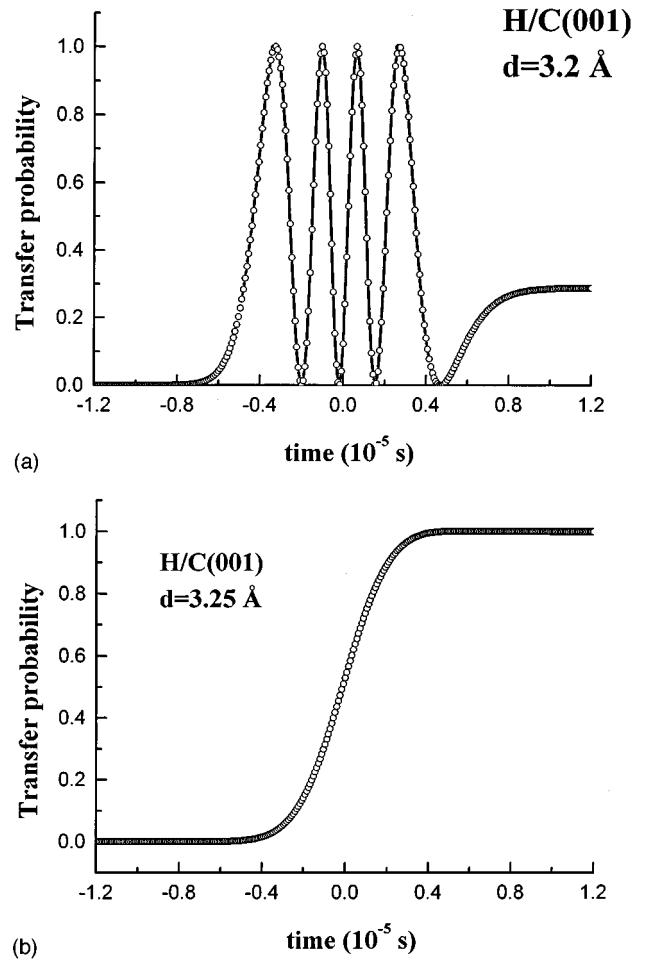 H/C(001)
d=3.2 Å
Transfer probability
1.0
0.8
0.6
0.4
0.2
0.0
-1.2 -0.8 -0.4 0.0 0.4 0.8 1.2
time (10⁻⁵ s)
(a)
H/C(001)
d=3.25 Å
Transfer probability
1.0
0.8
0.6
0.4
0.2
0.0
-1.2 -0.8 -0.4 0.0 0.4 0.8 1.2
time (10⁻⁵ s)
(b)